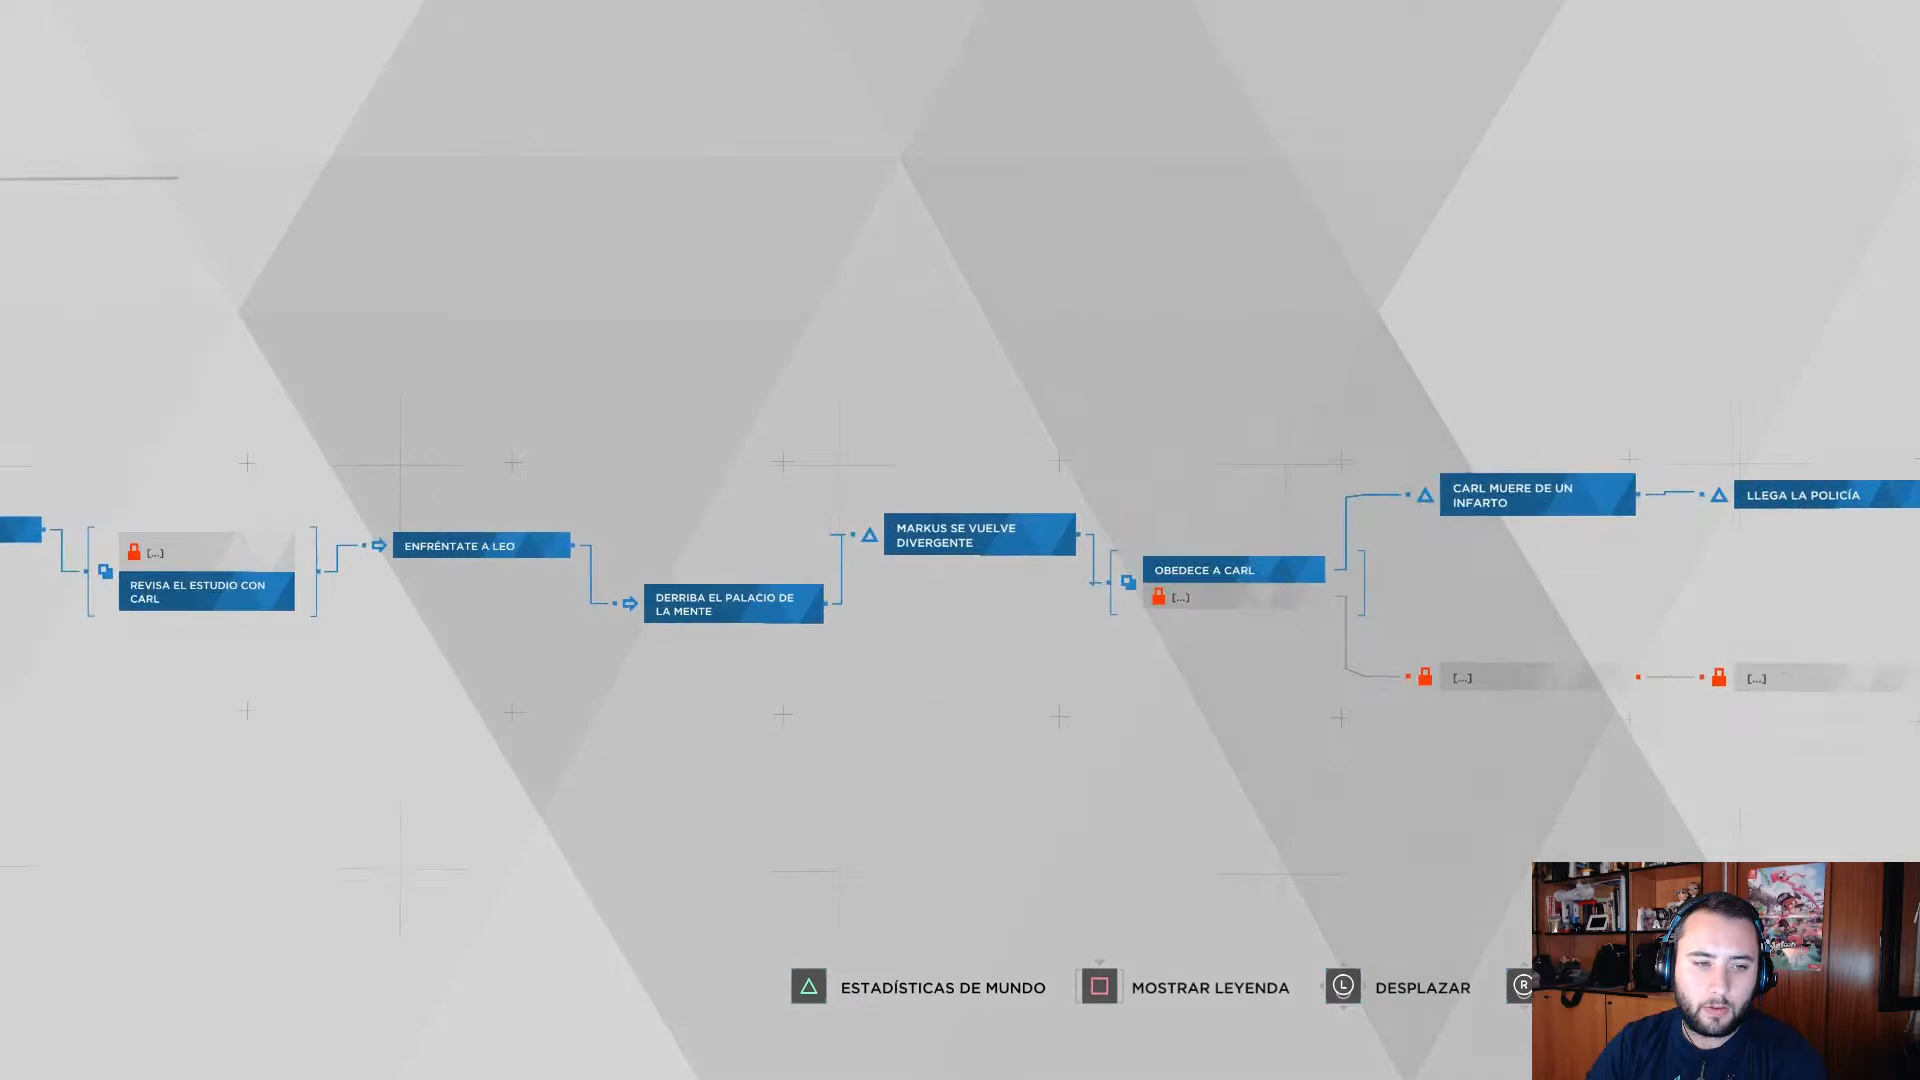 [...]
REVISA EL ESTUDIO CON
CARL
ENFRÉNTATE A LEO
DERRIBA EL PALACIO DE
LA MENTE
MARKUS SE VUELVE
DIVERGENTE
OBEDECE A CARL
[...]
CARL MUERE DE UN
INFARTO
LLEGA LA POLICÍA
[...]
[...]
ESTADÍSTICAS DE MUNDO
MOSTRAR LEYENDA
L
DESPLAZAR
R
Splatoon